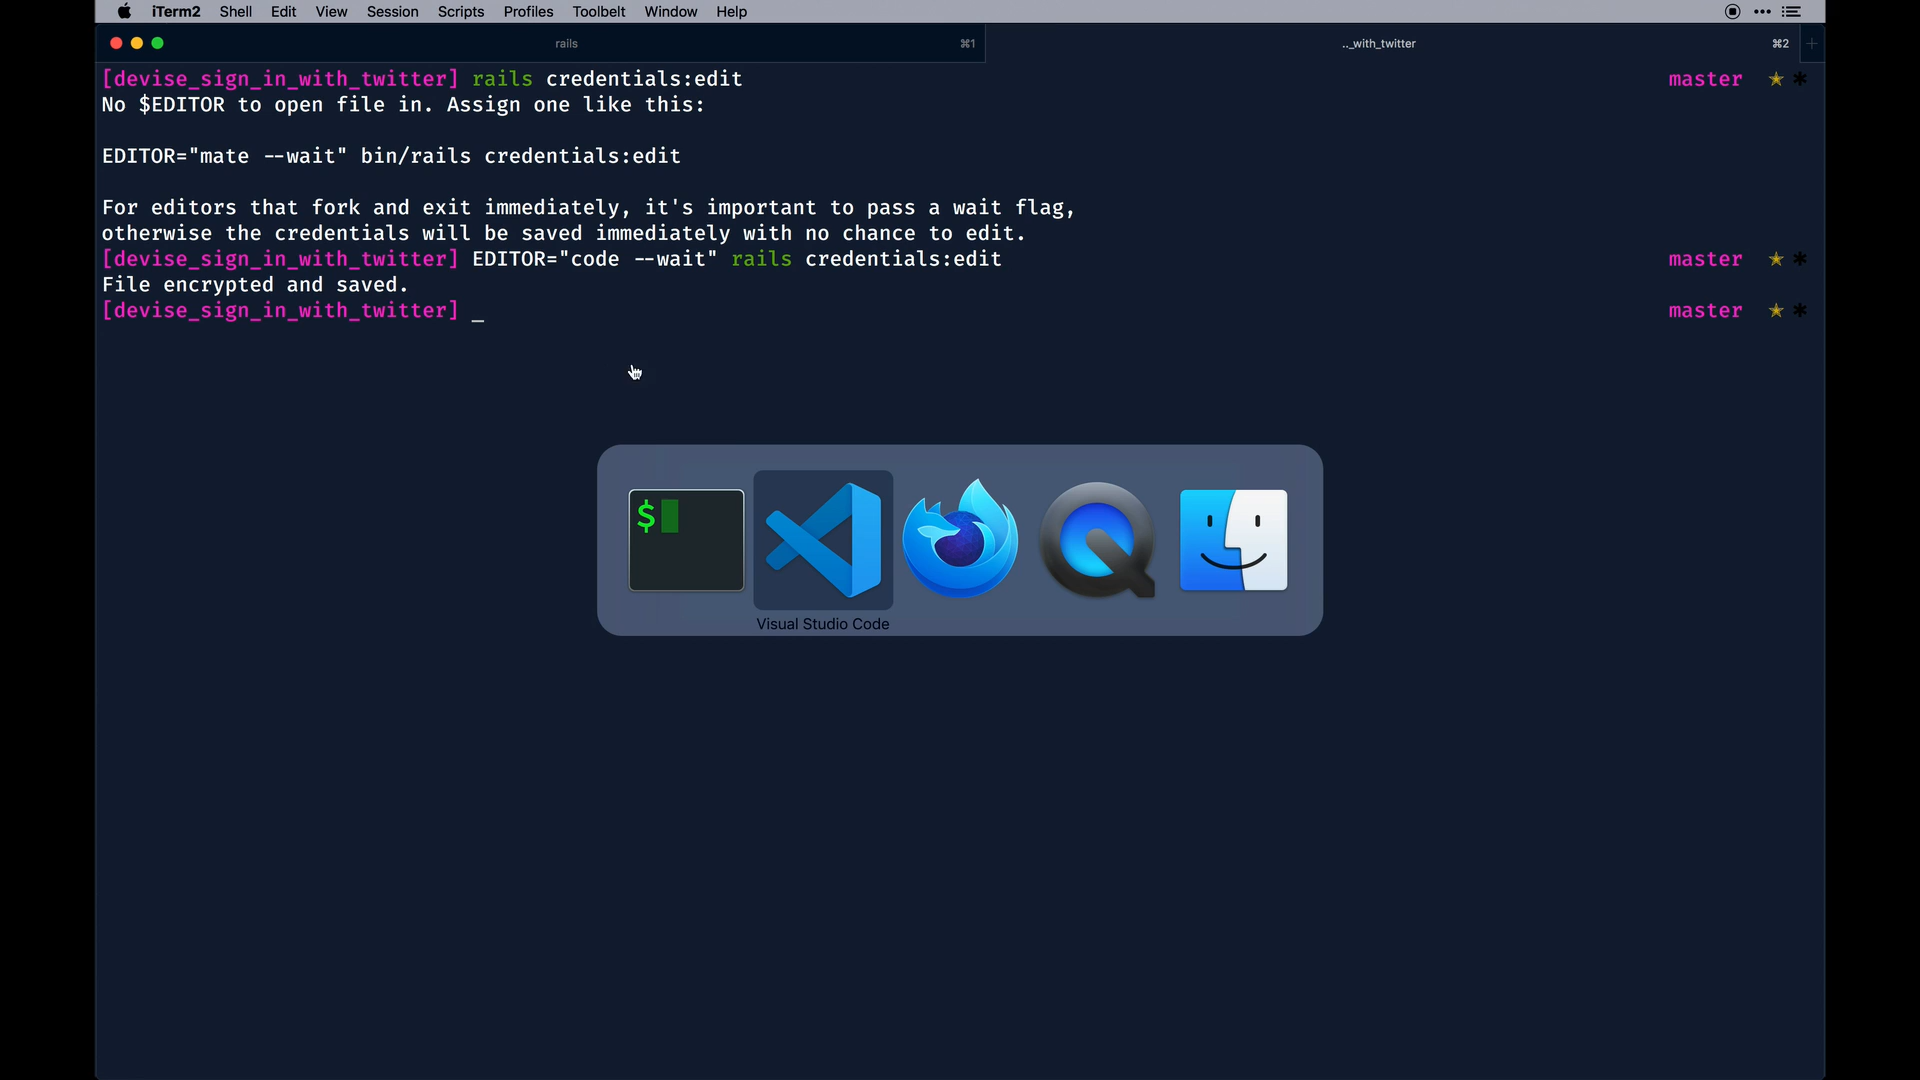 iTerm2 Shell Edit View Session Scripts Profiles Toolbelt Window Help
rails ⌘1 .._with_twitter ⌘2 +
[devise_sign_in_with_twitter] rails credentials:edit master ★ *
No $EDITOR to open file in. Assign one like this:
EDITOR="mate --wait" bin/rails credentials:edit
For editors that fork and exit immediately, it's important to pass a wait flag,
otherwise the credentials will be saved immediately with no chance to edit.
[devise_sign_in_with_twitter] EDITOR="code --wait" rails credentials:edit master ★ *
File encrypted and saved.
[devise_sign_in_with_twitter] _ master ★ *
$
Visual Studio Code